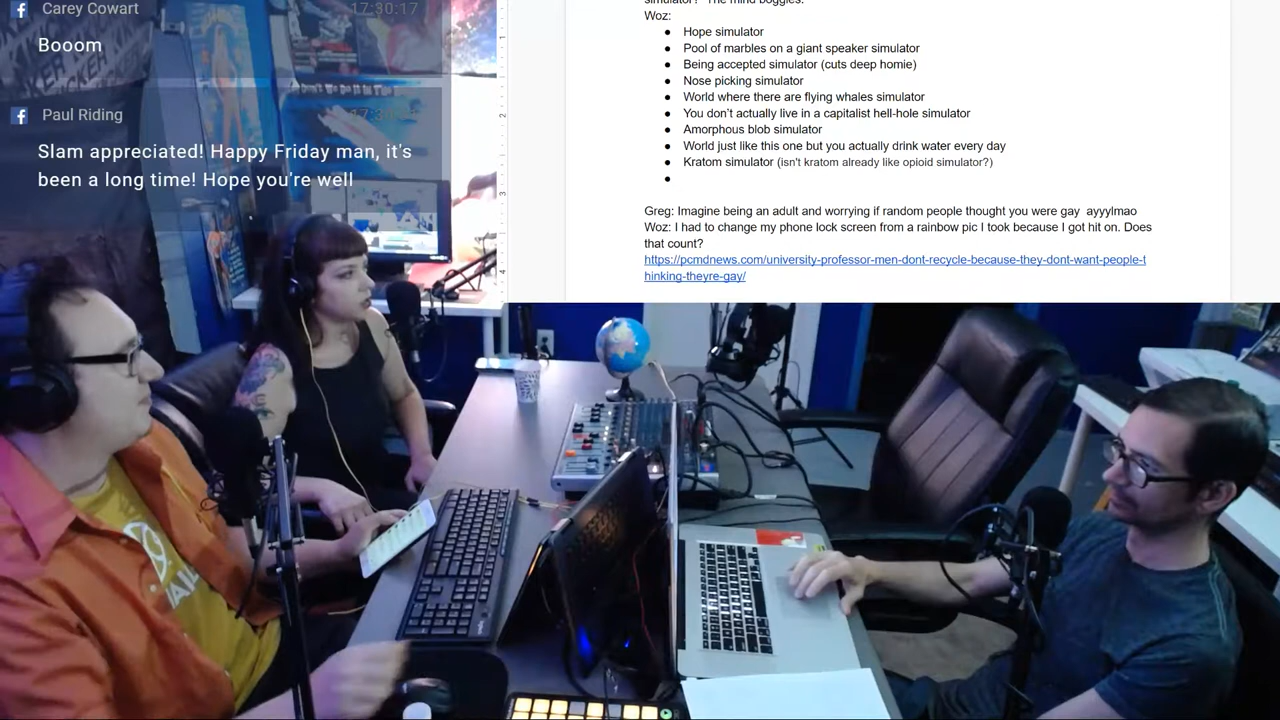 Carey Cowart
17:30:17
Booom
Paul Riding
Slam appreciated! Happy Friday man, it's
been a long time! Hope you're well
Woz:
Hope simulator
Pool of marbles on a giant speaker simulator
Being accepted simulator (cuts deep homie)
Nose picking simulator
World where there are flying whales simulator
You don't actually live in a capitalist hell-hole simulator
Amorphous blob simulator
World just like this one but you actually drink water every day
Kratom simulator (isn't kratom already like opioid simulator?)
Greg: Imagine being an adult and worrying if random people thought you were gay ayyylmao
Woz: I had to change my phone lock screen from a rainbow pic I took because I got hit on. Does
that count?
https://pcmdnews.com/university-professor-men-dont-recycle-because-they-dont-want-people-t
hinking-theyre-gay/